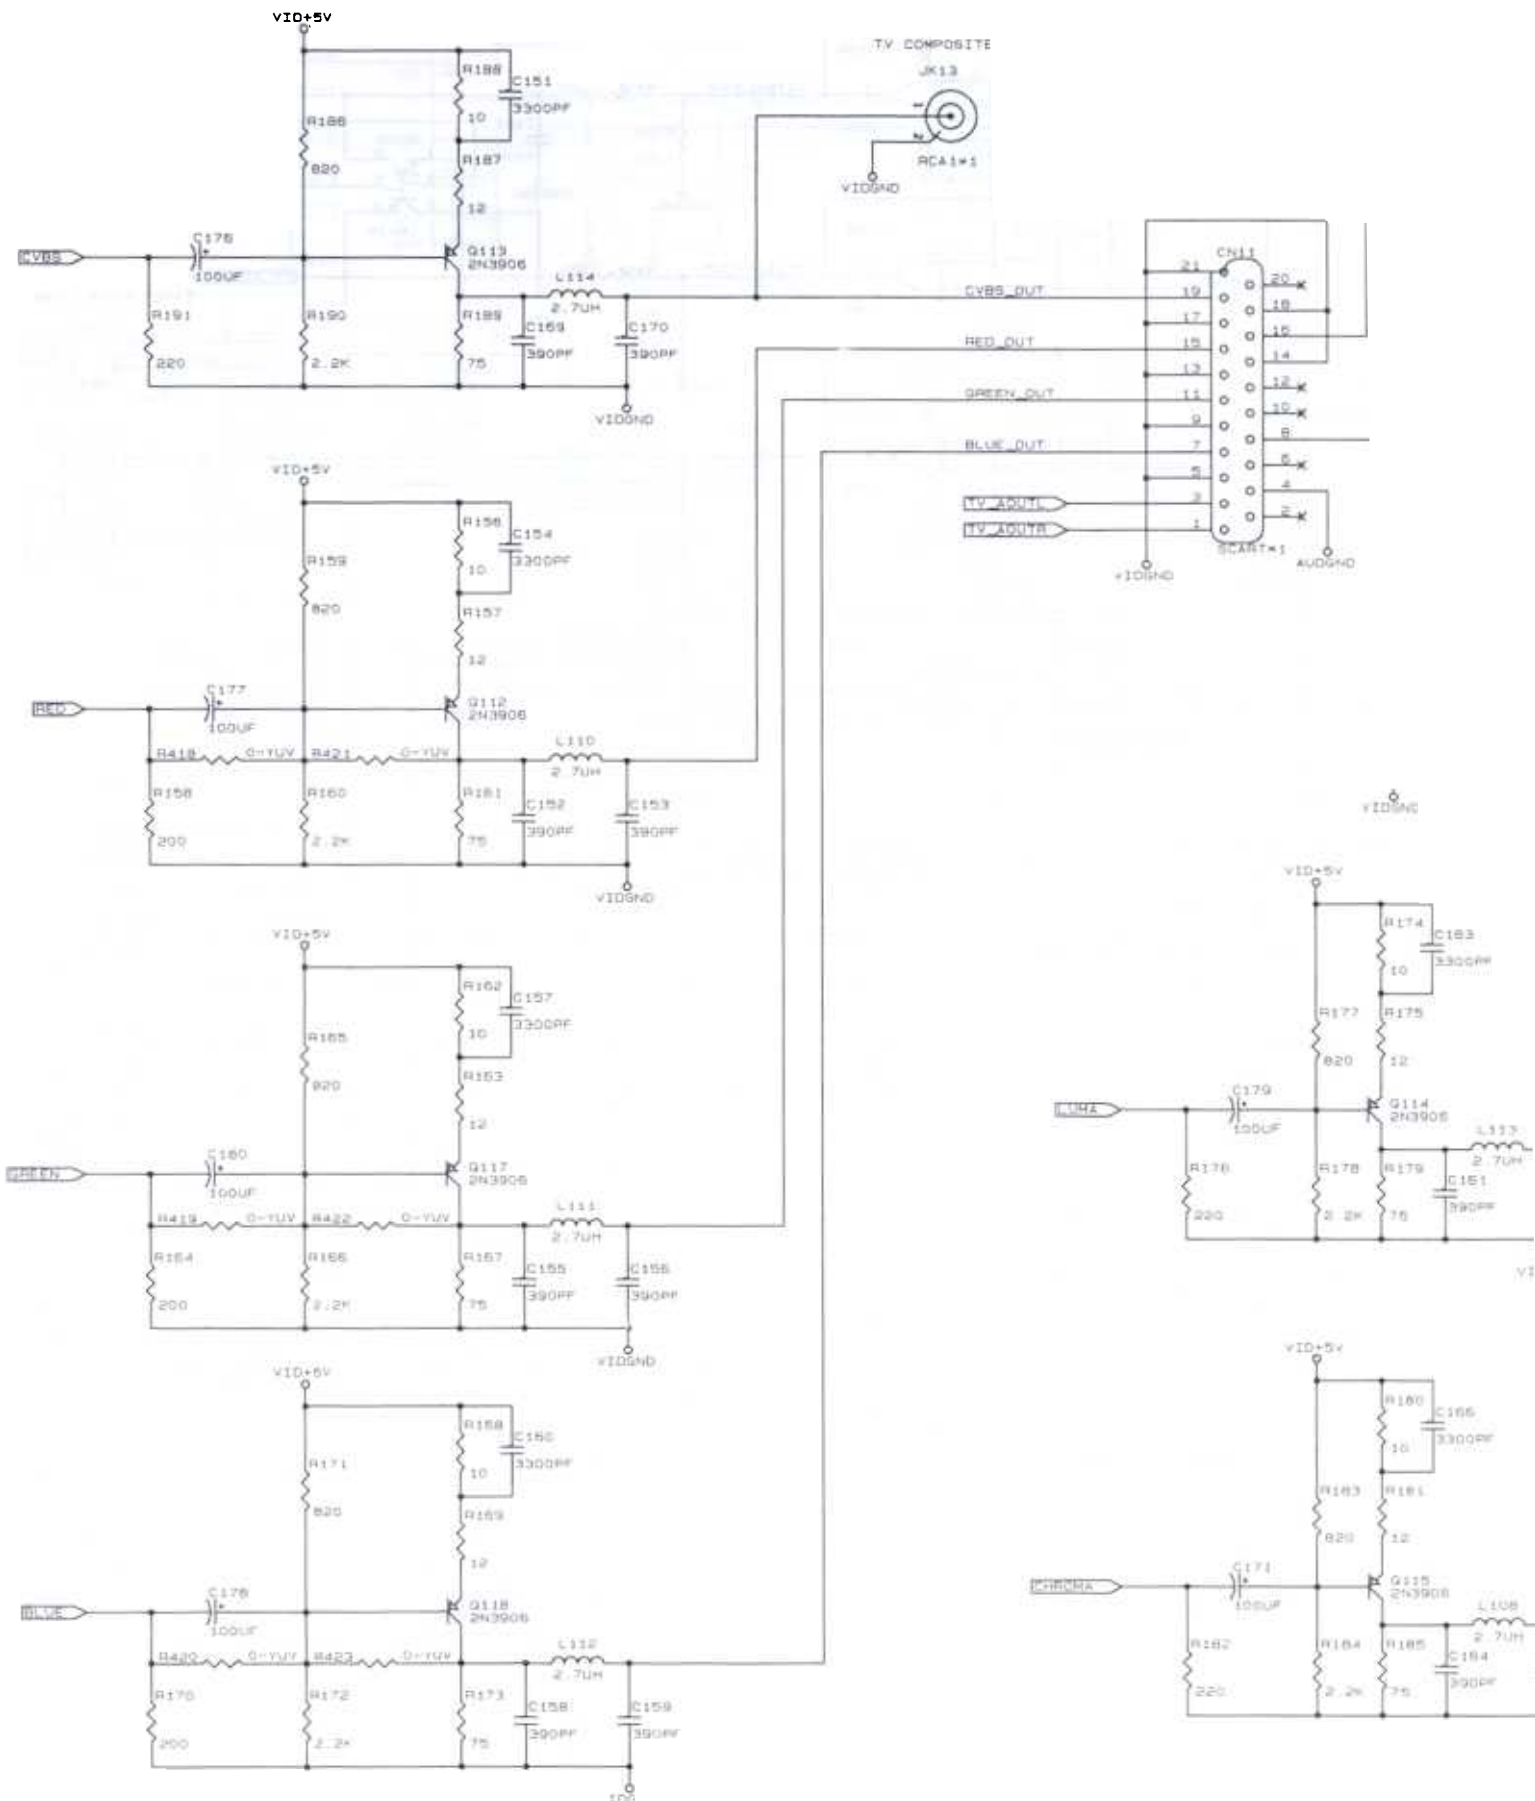 VID+5V
R188
C151
3300PF
10
R186
820
R187
12
C176
CVBS
100UF
Q113
2N3906
L114
2.7UH
R191
220
R190
2.2K
R189
75
C169
390PF
C170
390PF
VIDGND
TV COMPOSITE
JK13
1
2
RCA1*1
VIDGND
CN11
21
20
CVBS_OUT
19
18
17
16
RED_OUT
15
14
13
12
GREEN_OUT
11
10
9
8
BLUE_OUT
7
6
5
4
TV_AOUTL
3
2
TV_AOUTR
1
SCART*1
VIDGND
AUDGND
VID+5V
R156
C154
3300PF
10
R159
820
R157
12
C177
RED
100UF
Q112
2N3906
R418
0-YUV
R421
0-YUV
L110
2.7UH
R158
200
R160
2.2K
R161
75
C152
390PF
C153
390PF
VIDGND
VID+5V
R162
C157
3300PF
10
R165
820
R163
12
C180
GREEN
100UF
Q117
2N3906
R419
0-YUV
R422
0-YUV
L111
2.7UH
R164
200
R166
2.2K
R167
75
C155
390PF
C156
390PF
VIDGND
VID+5V
R168
C160
3300PF
10
R171
820
R169
12
C178
BLUE
100UF
Q118
2N3906
R420
0-YUV
R423
0-YUV
L112
2.7UH
R170
200
R172
2.2K
R173
75
C158
390PF
C159
390PF
VIDGND
VID+5V
R174
C163
3300PF
10
R177
820
R175
12
C179
LUMA
100UF
Q114
2N3906
L113
2.7UH
R176
220
R178
2.2K
R179
75
C161
390PF
VI
VID+5V
R180
C166
3300PF
10
R183
820
R181
12
C171
CHROMA
100UF
Q115
2N3906
L108
2.7UH
R182
220
R184
2.2K
R185
75
C164
390PF